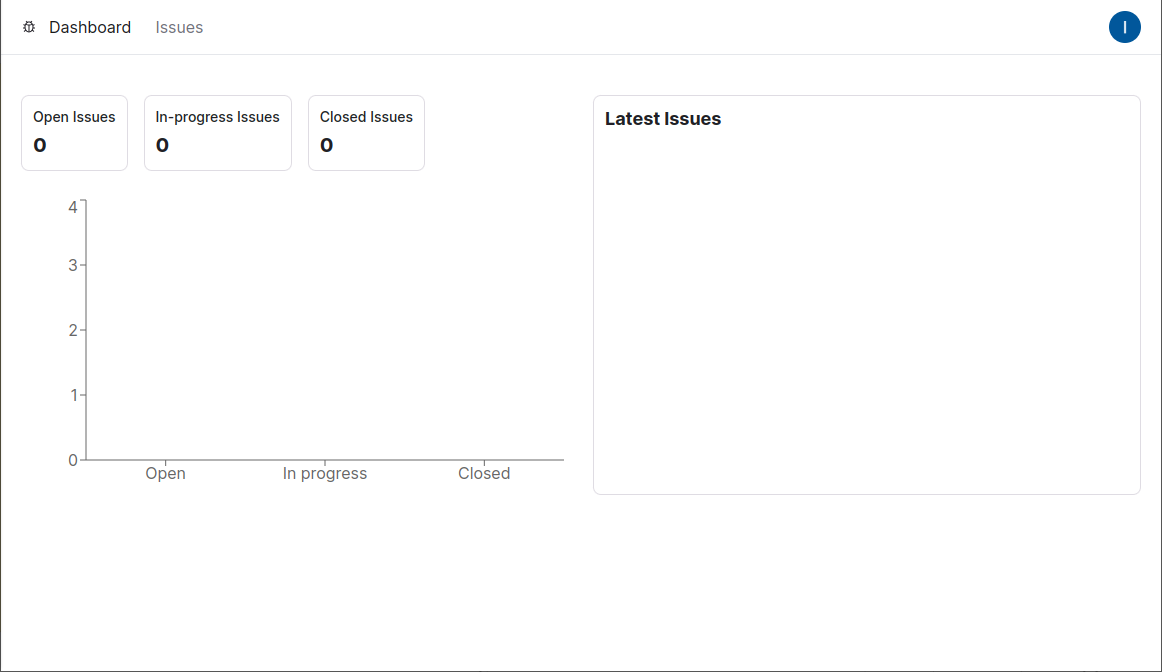 Dashboard Issues I
Open Issues
0
In-progress Issues
0
Closed Issues
0
4
3
2
1
0
Open In progress Closed
Latest Issues